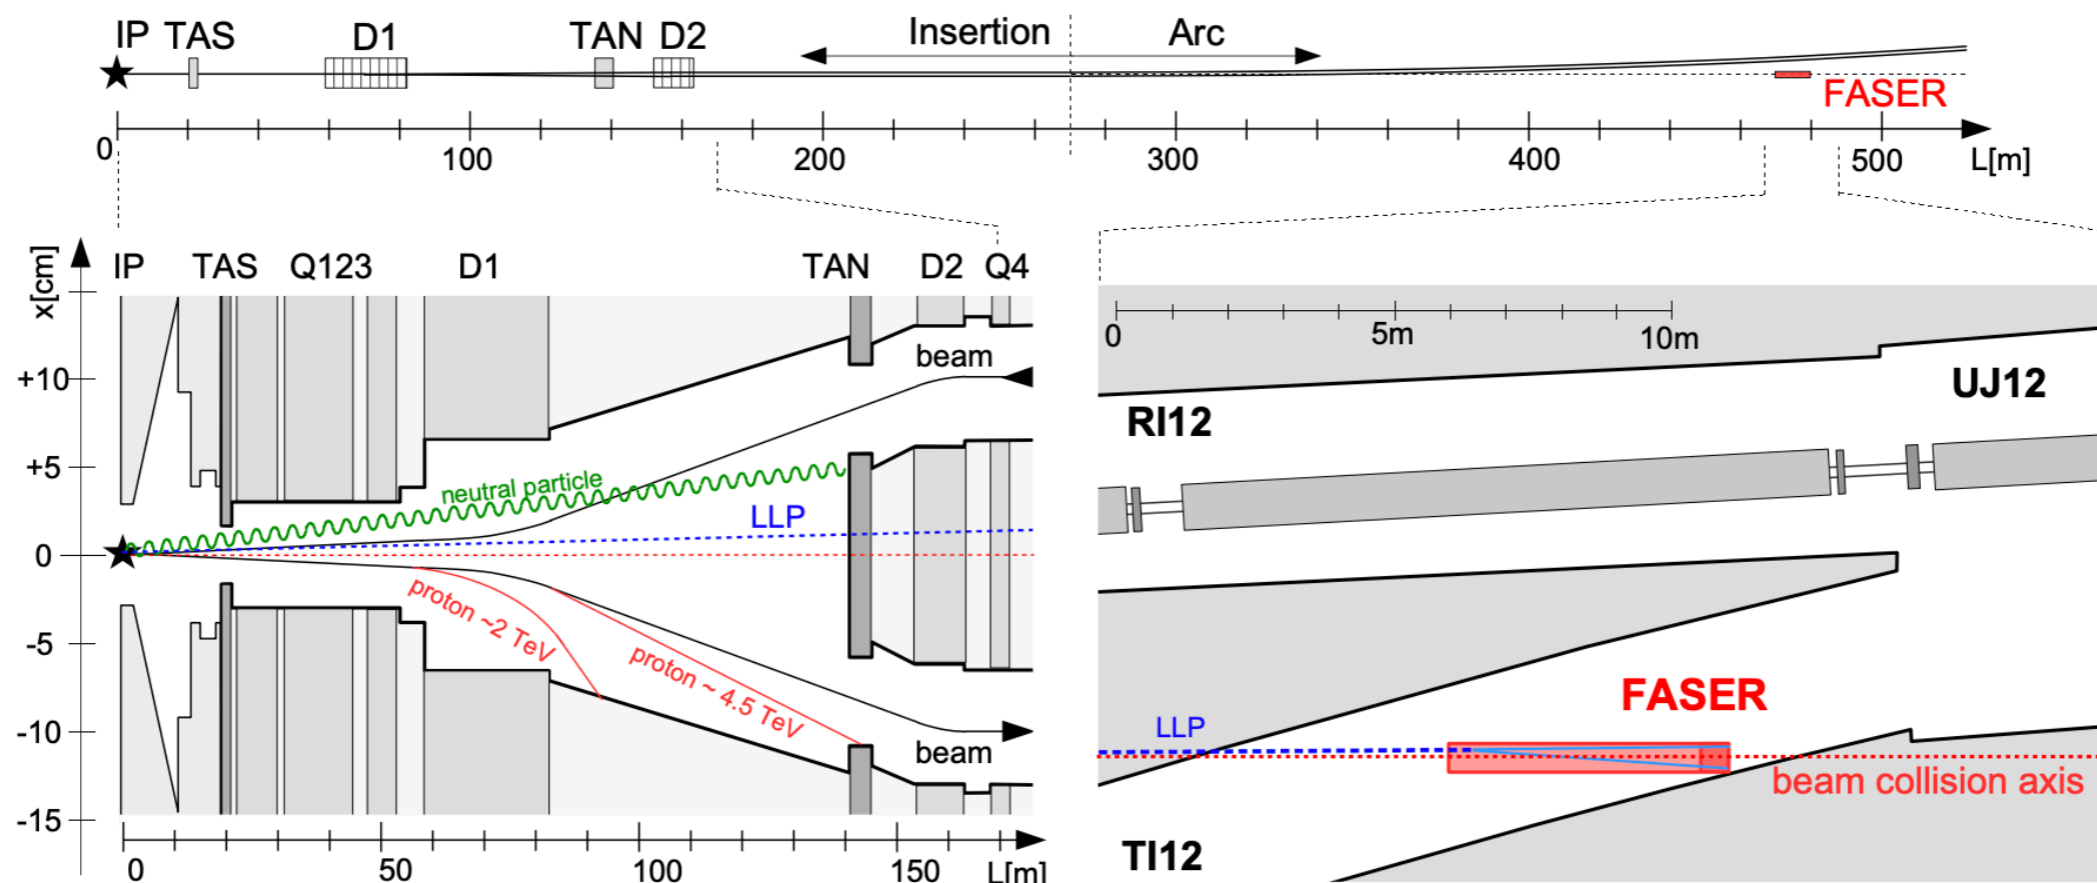 IP TAS D1 TAN D2 Insertion Arc
FASER
0 100 200 300 400 500 L[m]
x[cm]
IP TAS Q123 D1 TAN D2 Q4
+10
+5
0
-5
-10
-15
beam
neutral particle
LLP
proton ~2 TeV
proton ~ 4.5 TeV
beam
0 50 100 150 L[m]
0 5m 10m
RI12
UJ12
FASER
LLP
beam collision axis
TI12